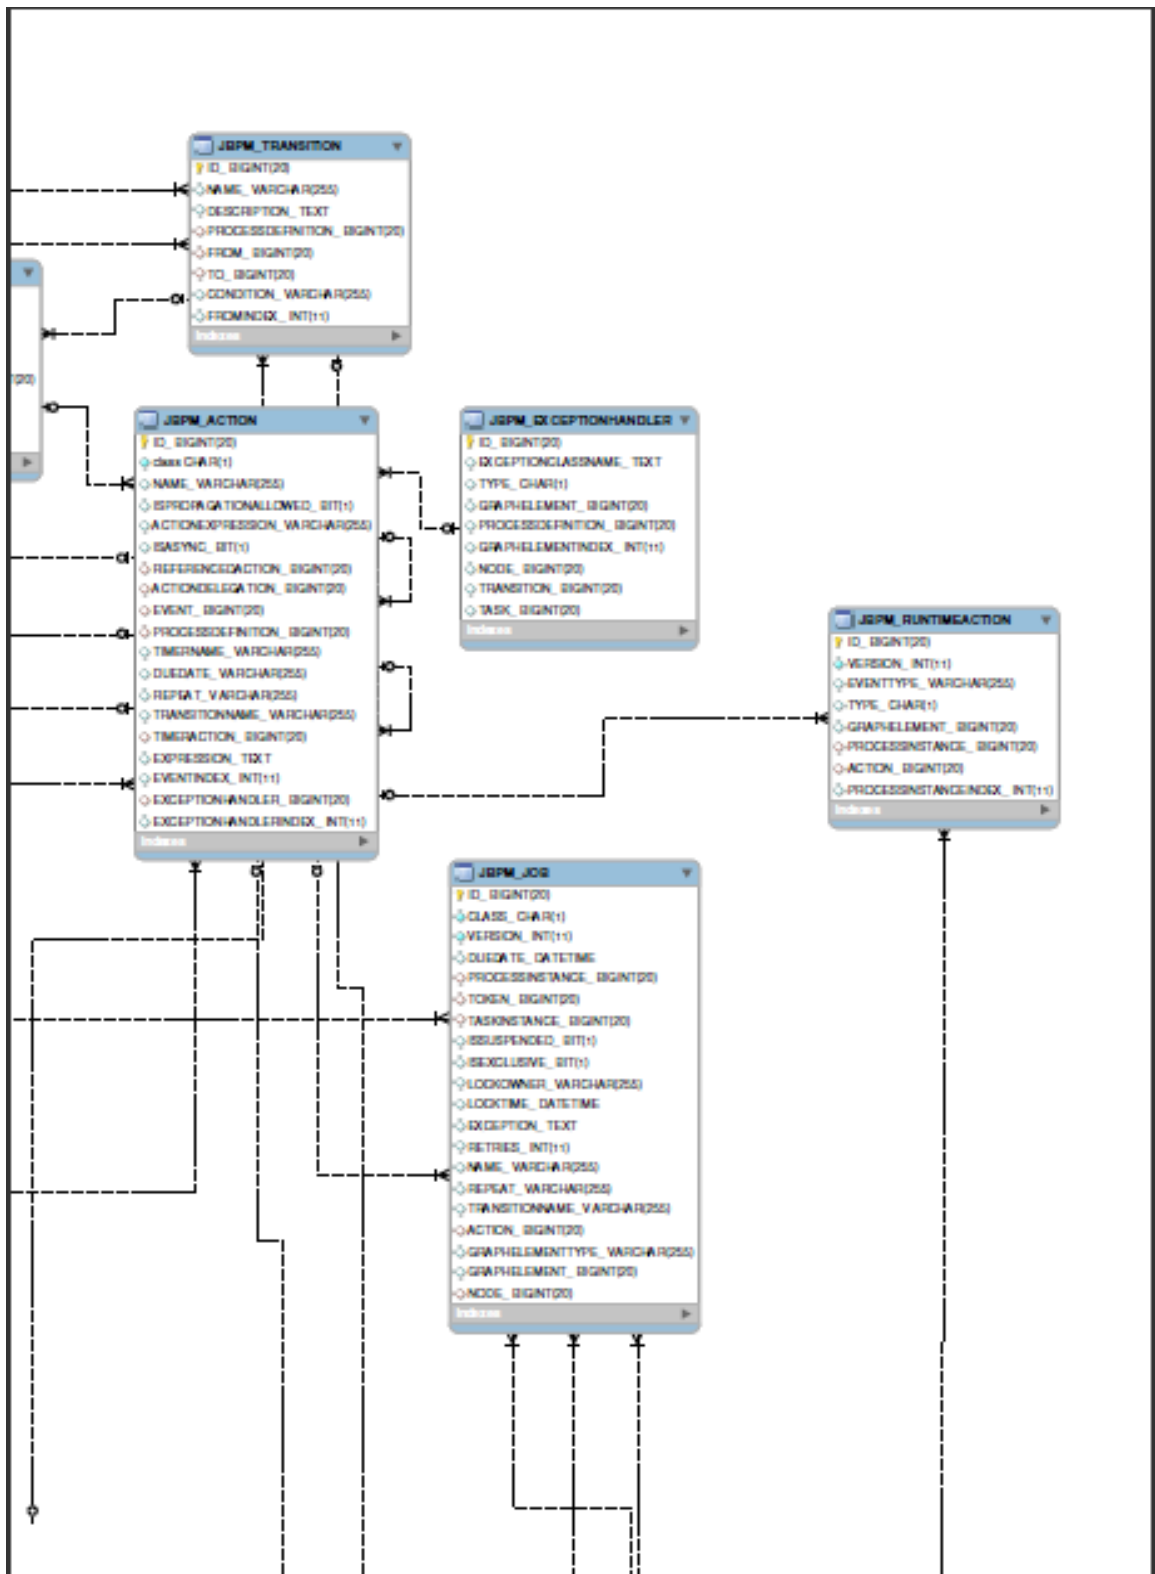 JBPM_TRANSITION
ID_ BIGINT(20)
NAME_ VARCHAR(255)
DESCRIPTION_ TEXT
PROCESSDEFINITION_ BIGINT(20)
FROM_ BIGINT(20)
TO_ BIGINT(20)
CONDITION_ VARCHAR(255)
FROMINDEX_ INT(11)
Indexes
(20)
JBPM_ACTION
ID_ BIGINT(20)
class CHAR(1)
NAME_ VARCHAR(255)
ISPROPAGATIONALLOWED_ BIT(1)
ACTIONEXPRESSION_ VARCHAR(255)
ISASYNC_ BIT(1)
REFERENCEDACTION_ BIGINT(20)
ACTIONDELEGATION_ BIGINT(20)
EVENT_ BIGINT(20)
PROCESSDEFINITION_ BIGINT(20)
TIMERNAME_ VARCHAR(255)
DUEDATE_ VARCHAR(255)
REPEAT_ VARCHAR(255)
TRANSITIONNAME_ VARCHAR(255)
TIMERACTION_ BIGINT(20)
EXPRESSION_ TEXT
EVENTINDEX_ INT(11)
EXCEPTIONHANDLER_ BIGINT(20)
EXCEPTIONHANDLERINDEX_ INT(11)
Indexes
JBPM_EXCEPTIONHANDLER
ID_ BIGINT(20)
EXCEPTIONCLASSNAME_ TEXT
TYPE_ CHAR(1)
GRAPHELEMENT_ BIGINT(20)
PROCESSDEFINITION_ BIGINT(20)
GRAPHELEMENTINDEX_ INT(11)
NODE_ BIGINT(20)
TRANSITION_ BIGINT(20)
TASK_ BIGINT(20)
Indexes
JBPM_RUNTIMEACTION
ID_ BIGINT(20)
VERSION_ INT(11)
EVENTTYPE_ VARCHAR(255)
TYPE_ CHAR(1)
GRAPHELEMENT_ BIGINT(20)
PROCESSINSTANCE_ BIGINT(20)
ACTION_ BIGINT(20)
PROCESSINSTANCEINDEX_ INT(11)
Indexes
JBPM_JOB
ID_ BIGINT(20)
CLASS_ CHAR(1)
VERSION_ INT(11)
DUEDATE_ DATETIME
PROCESSINSTANCE_ BIGINT(20)
TOKEN_ BIGINT(20)
TASKINSTANCE_ BIGINT(20)
ISSUSPENDED_ BIT(1)
ISEXCLUSIVE_ BIT(1)
LOCKOWNER_ VARCHAR(255)
LOCKTIME_ DATETIME
EXCEPTION_ TEXT
RETRIES_ INT(11)
NAME_ VARCHAR(255)
REPEAT_ VARCHAR(255)
TRANSITIONNAME_ VARCHAR(255)
ACTION_ BIGINT(20)
GRAPHELEMENTTYPE_ VARCHAR(255)
GRAPHELEMENT_ BIGINT(20)
NODE_ BIGINT(20)
Indexes